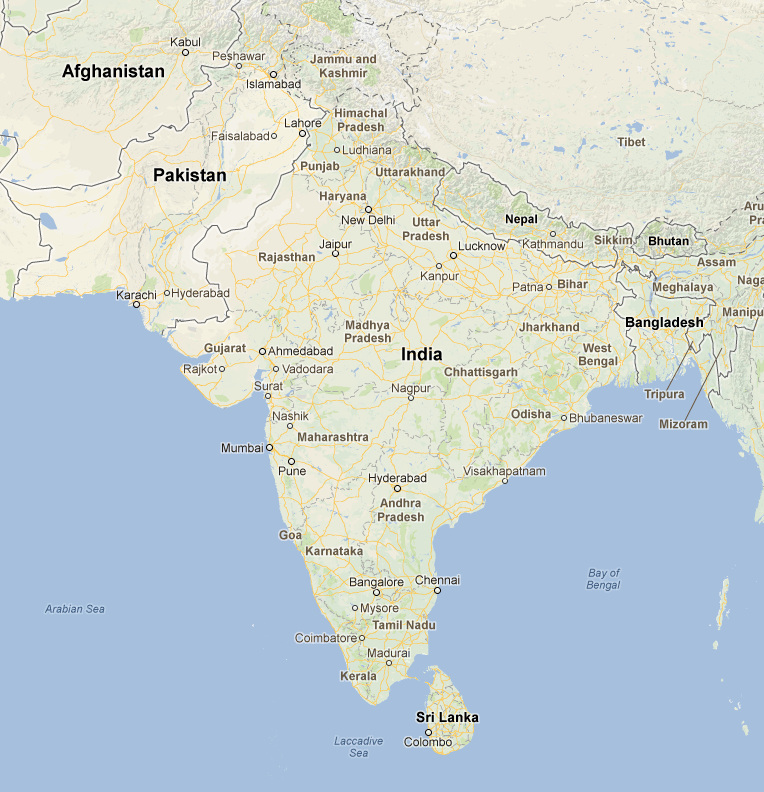 Kabul
Peshawar
Afghanistan
Islamabad
Jammu and
Kashmir
Lahore
Himachal
Pradesh
Faisalabad
Ludhiana
Tibet
Pakistan
Punjab
Uttarakhand
Haryana
New Delhi
Nepal
Uttar
Pradesh
Jaipur
Lucknow
Kathmandu
Sikkim
Bhutan
Rajasthan
Kanpur
Assam
Karachi
Hyderabad
Patna
Bihar
Meghalaya
Naga
Manipu
Madhya
Pradesh
Jharkhand
Bangladesh
Gujarat
Ahmedabad
India
West
Bengal
Rajkot
Vadodara
Chhattisgarh
Surat
Nagpur
Tripura
Nashik
Odisha
Bhubaneswar
Mizoram
Maharashtra
Mumbai
Pune
Hyderabad
Visakhapatnam
Andhra
Pradesh
Goa
Karnataka
Bangalore
Chennai
Bay of
Bengal
Arabian Sea
Mysore
Tamil Nadu
Coimbatore
Madurai
Kerala
Sri Lanka
Laccadive
Sea
Colombo
Aru
Pra